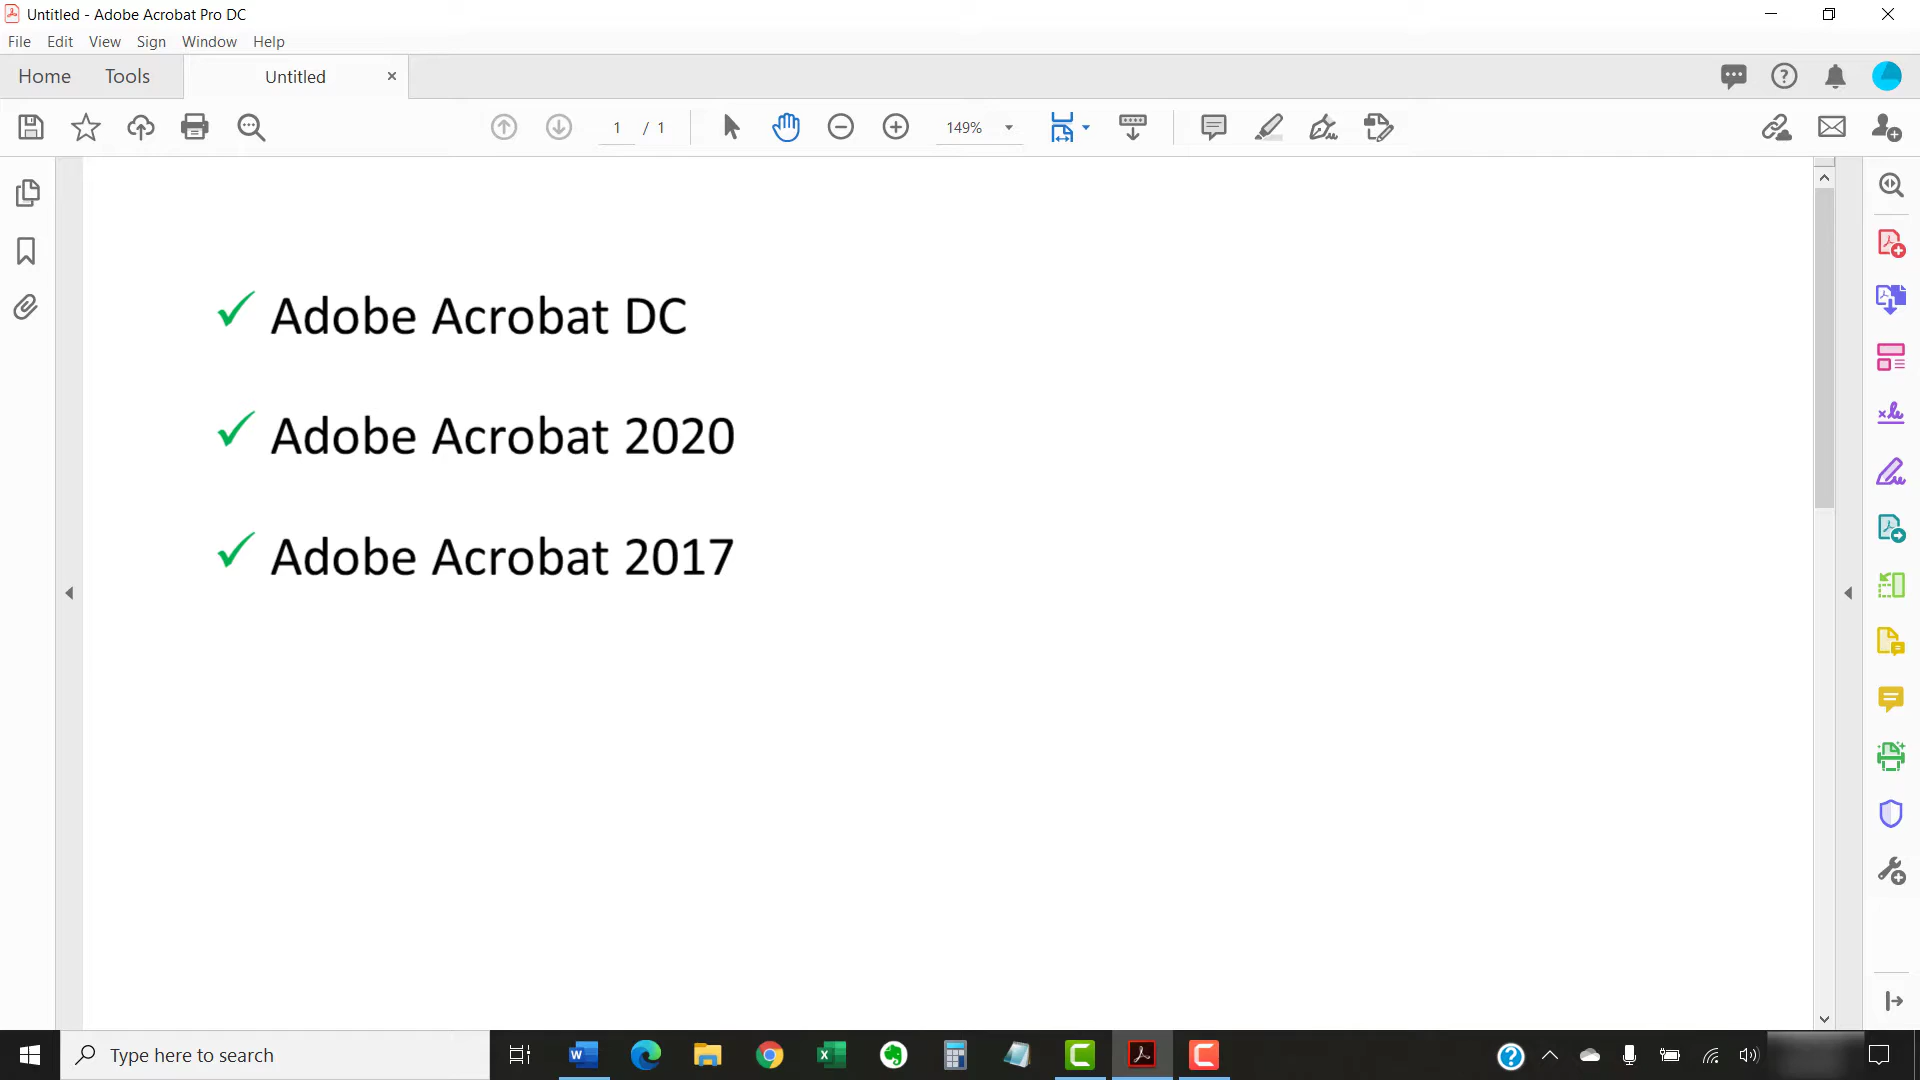 Untitled - Adobe Acrobat Pro DC
File Edit View Sign Window Help
Home Tools Untitled
1 / 1 149%
Adobe Acrobat DC
Adobe Acrobat 2020
Adobe Acrobat 2017
Type here to search